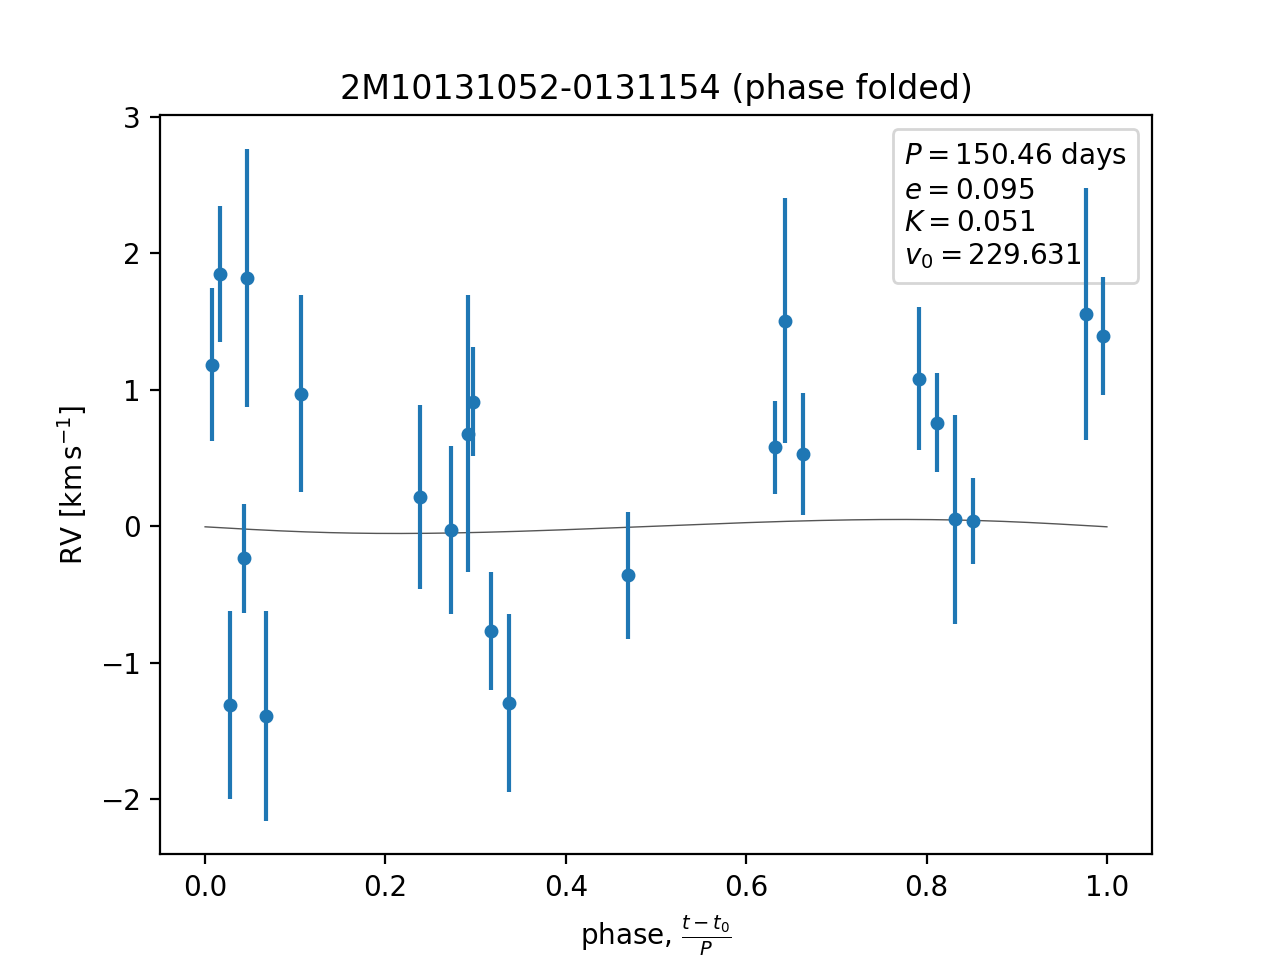 2M10131052-0131154 (phase folded)
P = 150.46 days
e = 0.095
K = 0.051
v₀ = 229.631
RV [km s⁻¹]
3
2
1
0
−1
−2
0.0 0.2 0.4 0.6 0.8 1.0
phase, (t − t₀)/P